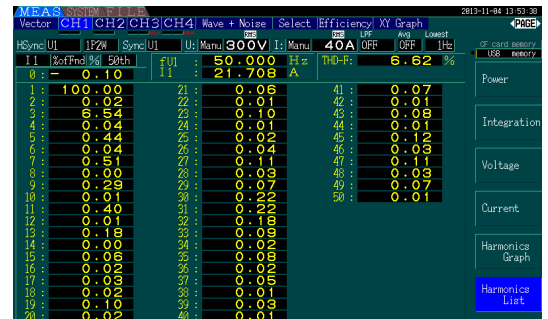 MEAS SYSTEM FILE 2013-11-04 13:53:38
Vector CH1 CH2 CH3 CH4 Wave + Noise Select Efficiency XY Graph PAGE
RMS RMS LPF Avg Lowest
HSync U1 1P2W Sync U1 U: Manu 300V I: Manu 40A OFF OFF 1Hz
CF card memory
USB memory
I1 %ofFnd % 50th fU1 : 50.000 Hz THD-F: 6.62 %
0 : - 0.10 I1 : 21.708 A
1 : 100.00 21 : 0.06 41 : 0.07
2 : 0.02 22 : 0.01 42 : 0.01
3 : 6.54 23 : 0.10 43 : 0.08
4 : 0.04 24 : 0.01 44 : 0.01
5 : 0.44 25 : 0.02 45 : 0.12
6 : 0.04 26 : 0.04 46 : 0.03
7 : 0.51 27 : 0.11 47 : 0.11
8 : 0.00 28 : 0.03 48 : 0.03
9 : 0.29 29 : 0.07 49 : 0.07
10 : 0.01 30 : 0.22 50 : 0.01
11 : 0.40 31 : 0.22
12 : 0.01 32 : 0.18
13 : 0.18 33 : 0.09
14 : 0.00 34 : 0.02
15 : 0.06 35 : 0.08
16 : 0.02 36 : 0.02
17 : 0.03 37 : 0.05
18 : 0.02 38 : 0.01
19 : 0.10 39 : 0.03
20 : 0.02 40 : 0.01
Power
Integration
Voltage
Current
Harmonics
Graph
Harmonics
List